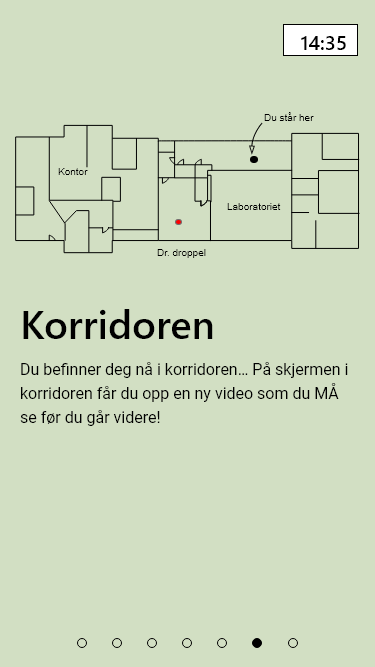 14:35
Du står her
Kontor
Laboratoriet
Dr. droppel
Korridoren
Du befinner deg nå i korridoren... På skjermen i
korridoren får du opp en ny video som du MÅ
se før du går videre!